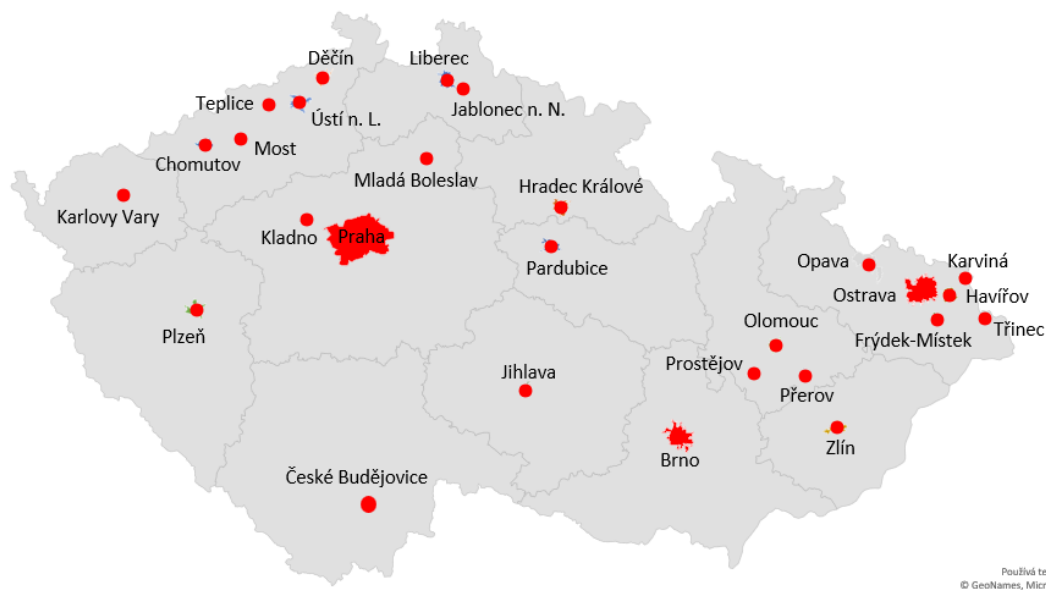 Děčín
Liberec
Teplice
Ústí n. L.
Jablonec n. N.
Chomutov
Most
Mladá Boleslav
Karlovy Vary
Hradec Králové
Kladno
Praha
Pardubice
Opava
Karviná
Ostrava
Havířov
Plzeň
Olomouc
Frýdek-Místek
Třinec
Jihlava
Prostějov
Přerov
Brno
Zlín
České Budějovice
Používá te
© GeoNames, Micr